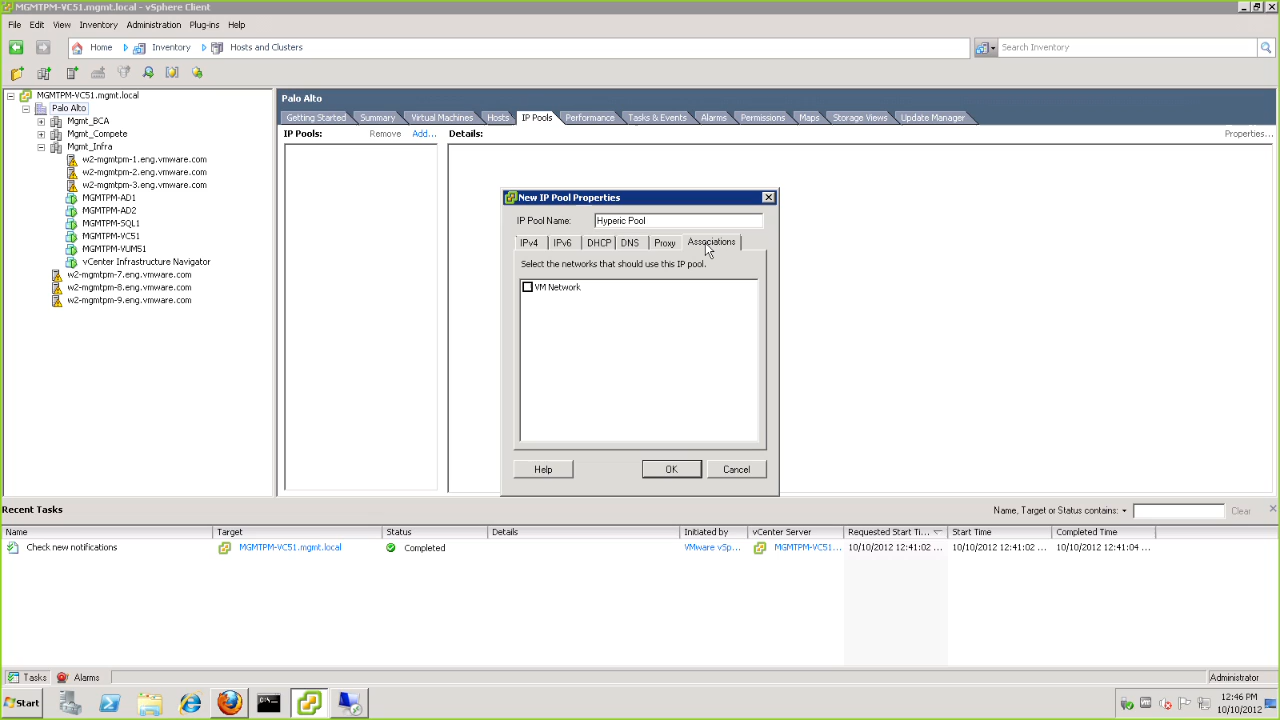 MGMTPM-VC51.mgmt.local - vSphere Client
File Edit View Inventory Administration Plug-ins Help
Home Inventory Hosts and Clusters Search Inventory
MGMTPM-VC51.mgmt.local
Palo Alto
Mgmt_BCA
Mgmt_Compete
Mgmt_Infra
w2-mgmtpm-1.eng.vmware.com
w2-mgmtpm-2.eng.vmware.com
w2-mgmtpm-3.eng.vmware.com
MGMTPM-AD1
MGMTPM-AD2
MGMTPM-SQL1
MGMTPM-VC51
MGMTPM-VUM51
vCenter Infrastructure Navigator
w2-mgmtpm-7.eng.vmware.com
w2-mgmtpm-8.eng.vmware.com
w2-mgmtpm-9.eng.vmware.com
Palo Alto
Getting Started Summary Virtual Machines Hosts IP Pools Performance Tasks & Events Alarms Permissions Maps Storage Views Update Manager
IP Pools: Remove Add... Details: Properties...
New IP Pool Properties
IP Pool Name: Hyperic Pool
IPv4 IPv6 DHCP DNS Proxy Associations
Select the networks that should use this IP pool.
VM Network
Help OK Cancel
Recent Tasks Name, Target or Status contains: Clear
Name Target Status Details Initiated by vCenter Server Requested Start Ti... Start Time Completed Time
Check new notifications MGMTPM-VC51.mgmt.local Completed VMware vSp... MGMTPM-VC51... 10/10/2012 12:41:02 ... 10/10/2012 12:41:02 ... 10/10/2012 12:41:04 ...
Tasks Alarms Administrator
Start 12:46 PM
10/10/2012